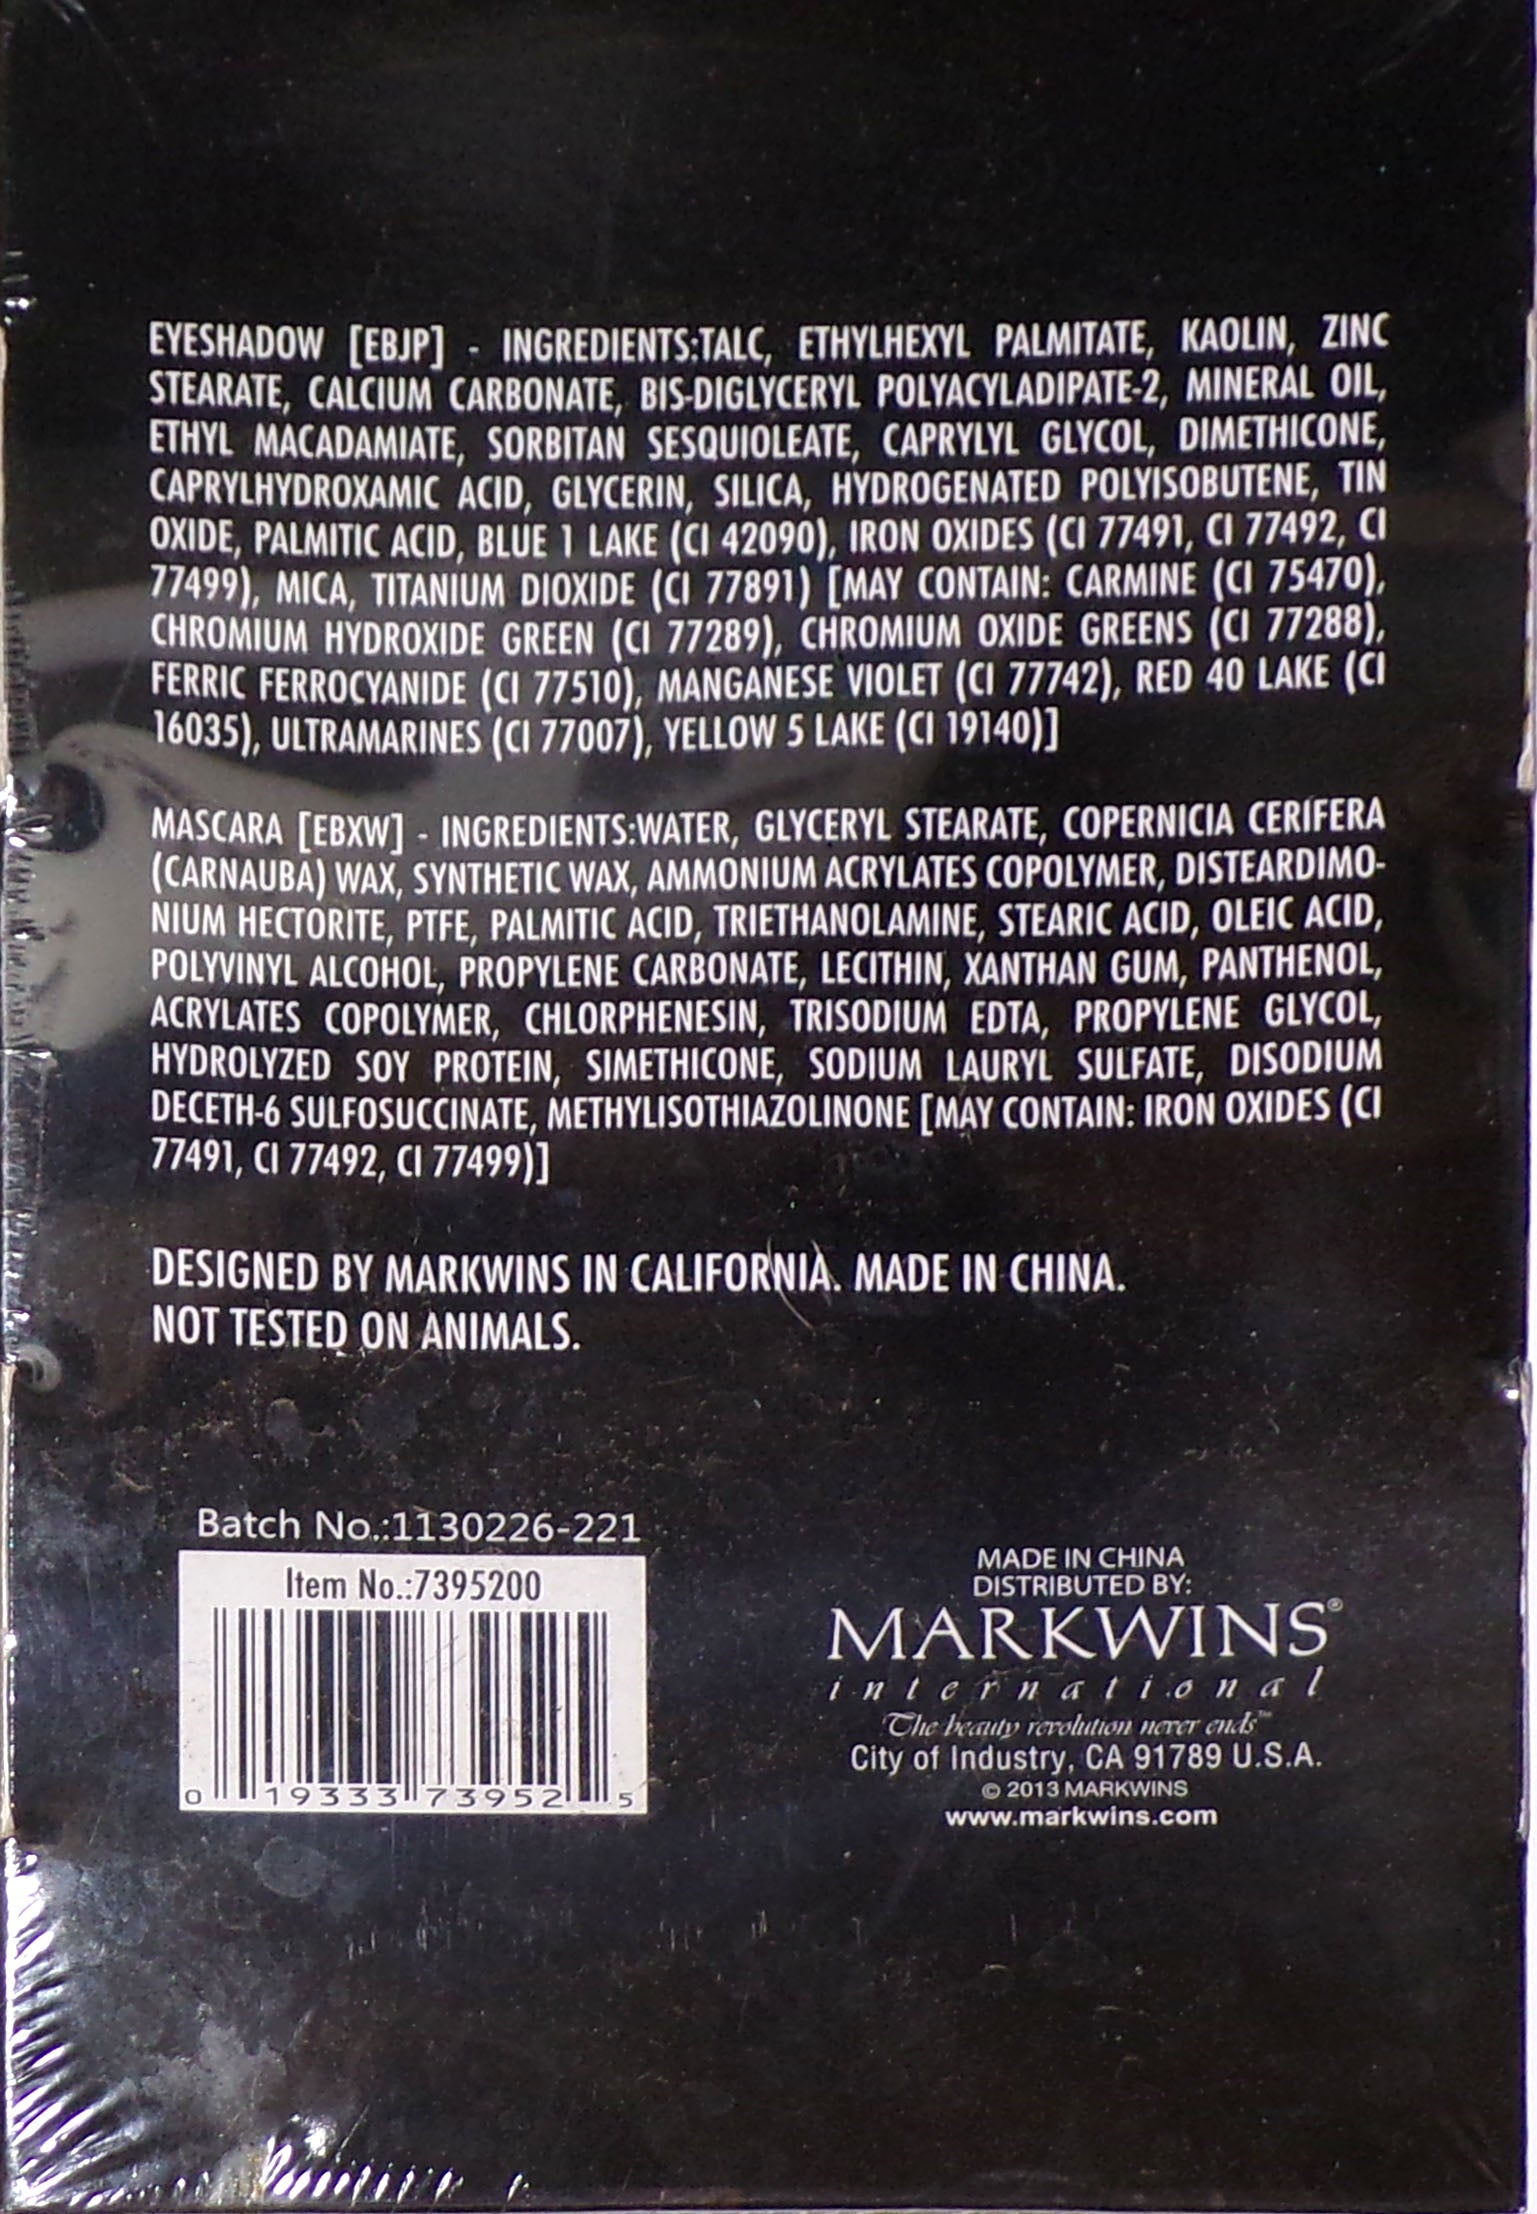 EYESHADOW [EBJP] - INGREDIENTS:TALC, ETHYLHEXYL PALMITATE, KAOLIN, ZINC
STEARATE, CALCIUM CARBONATE, BIS-DIGLYCERYL POLYACYLADIPATE-2, MINERAL OIL,
ETHYL MACADAMIATE, SORBITAN SESQUIOLEATE, CAPRYLYL GLYCOL, DIMETHICONE,
CAPRYLHYDROXAMIC ACID, GLYCERIN, SILICA, HYDROGENATED POLYISOBUTENE, TIN
OXIDE, PALMITIC ACID, BLUE 1 LAKE (CI 42090), IRON OXIDES (CI 77491, CI 77492, CI
77499), MICA, TITANIUM DIOXIDE (CI 77891) [MAY CONTAIN: CARMINE (CI 75470),
CHROMIUM HYDROXIDE GREEN (CI 77289), CHROMIUM OXIDE GREENS (CI 77288),
FERRIC FERROCYANIDE (CI 77510), MANGANESE VIOLET (CI 77742), RED 40 LAKE (CI
16035), ULTRAMARINES (CI 77007), YELLOW 5 LAKE (CI 19140)]
MASCARA [EBXW] - INGREDIENTS:WATER, GLYCERYL STEARATE, COPERNICIA CERIFERA
(CARNAUBA) WAX, SYNTHETIC WAX, AMMONIUM ACRYLATES COPOLYMER, DISTEARDIMO-
NIUM HECTORITE, PTFE, PALMITIC ACID, TRIETHANOLAMINE, STEARIC ACID, OLEIC ACID,
POLYVINYL ALCOHOL, PROPYLENE CARBONATE, LECITHIN, XANTHAN GUM, PANTHENOL,
ACRYLATES COPOLYMER, CHLORPHENESIN, TRISODIUM EDTA, PROPYLENE GLYCOL,
HYDROLYZED SOY PROTEIN, SIMETHICONE, SODIUM LAURYL SULFATE, DISODIUM
DECETH-6 SULFOSUCCINATE, METHYLISOTHIAZOLINONE [MAY CONTAIN: IRON OXIDES (CI
77491, CI 77492, CI 77499)]
DESIGNED BY MARKWINS IN CALIFORNIA. MADE IN CHINA.
NOT TESTED ON ANIMALS.
Batch No.:1130226-221
Item No.:7395200
0 19333 73952 5
MADE IN CHINA
DISTRIBUTED BY:
MARKWINS®
international
The beauty revolution never ends™
City of Industry, CA 91789 U.S.A.
© 2013 MARKWINS
www.markwins.com